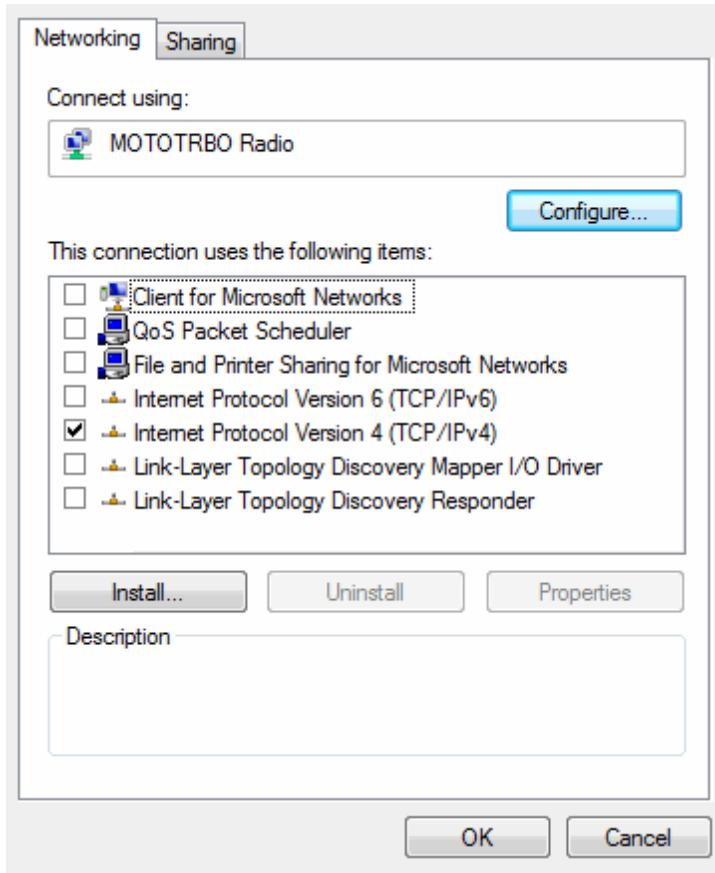 Networking Sharing
Connect using:
MOTOTRBO Radio
Configure...
This connection uses the following items:
Client for Microsoft Networks
QoS Packet Scheduler
File and Printer Sharing for Microsoft Networks
Internet Protocol Version 6 (TCP/IPv6)
Internet Protocol Version 4 (TCP/IPv4)
Link-Layer Topology Discovery Mapper I/O Driver
Link-Layer Topology Discovery Responder
Install... Uninstall Properties
Description
OK Cancel